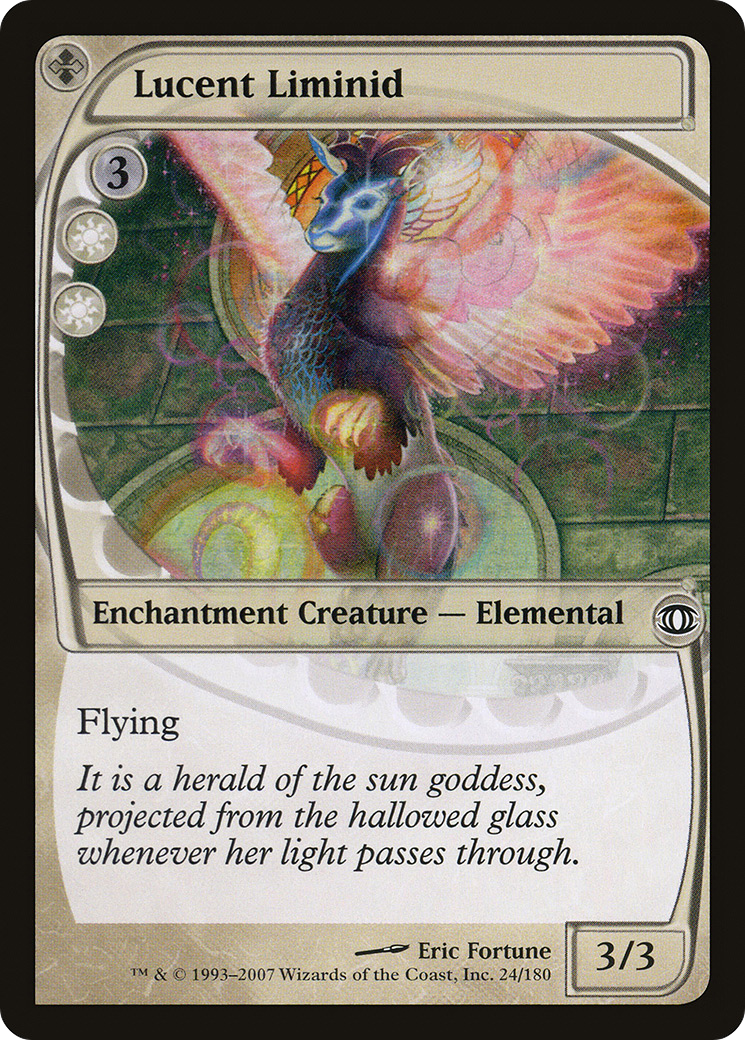 Lucent Liminid
3
Enchantment Creature — Elemental
Flying
It is a herald of the sun goddess,
projected from the hallowed glass
whenever her light passes through.
Eric Fortune
™ & © 1993–2007 Wizards of the Coast, Inc. 24/180
3/3